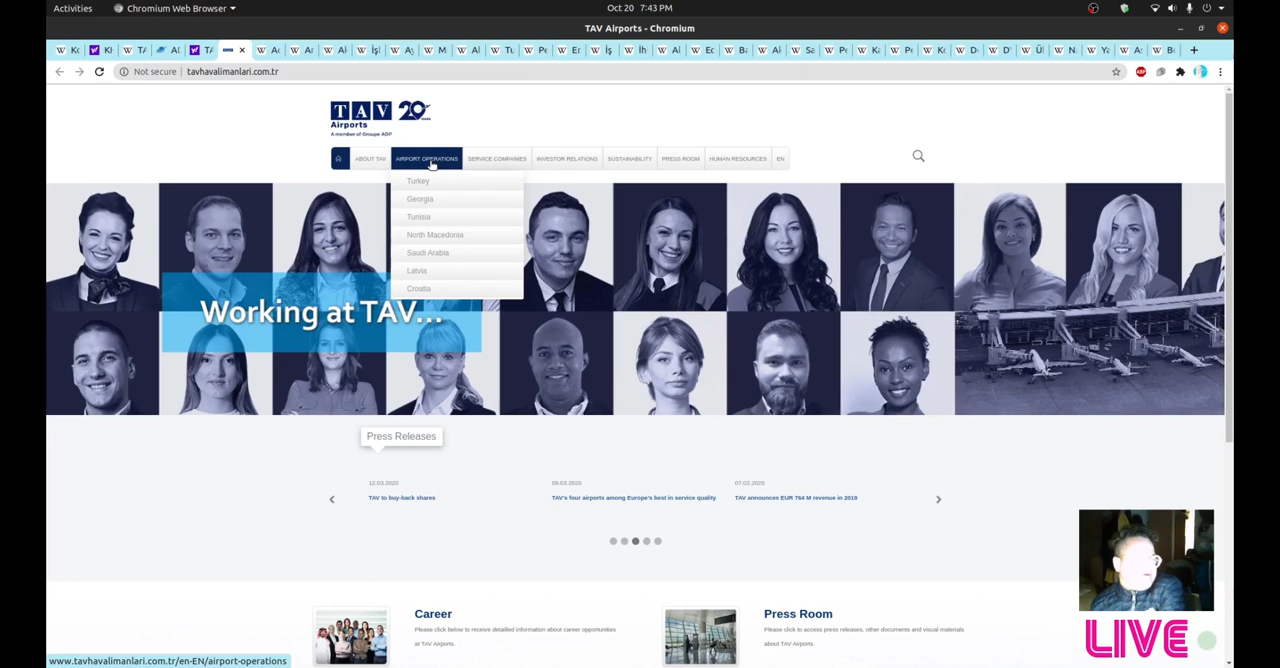 Activities
Chromium Web Browser
Oct 20 7:43 PM
TAV Airports - Chromium
Not secure
tavhavalimanlari.com.tr
TAV 20 YEARS
Airports
A member of Groupe ADP
ABOUT TAV
AIRPORT OPERATIONS
SERVICE COMPANIES
INVESTOR RELATIONS
SUSTAINABILITY
PRESS ROOM
HUMAN RESOURCES
EN
Turkey
Georgia
Tunisia
North Macedonia
Saudi Arabia
Latvia
Croatia
Working at TAV...
Press Releases
12.03.2020
TAV to buy-back shares
09.03.2020
TAV's four airports among Europe's best in service quality
07.02.2020
TAV announces EUR 764 M revenue in 2019
Career
Please click below to receive detailed information about career opportunities
at TAV Airports.
Press Room
Please click to access press releases, other documents and visual materials
about TAV Airports.
LIVE
www.tavhavalimanlari.com.tr/en-EN/airport-operations